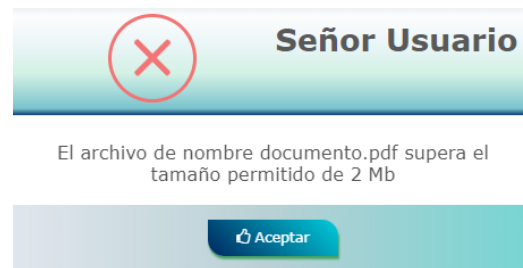 Señor Usuario
El archivo de nombre documento.pdf supera el
tamaño permitido de 2 Mb
Aceptar